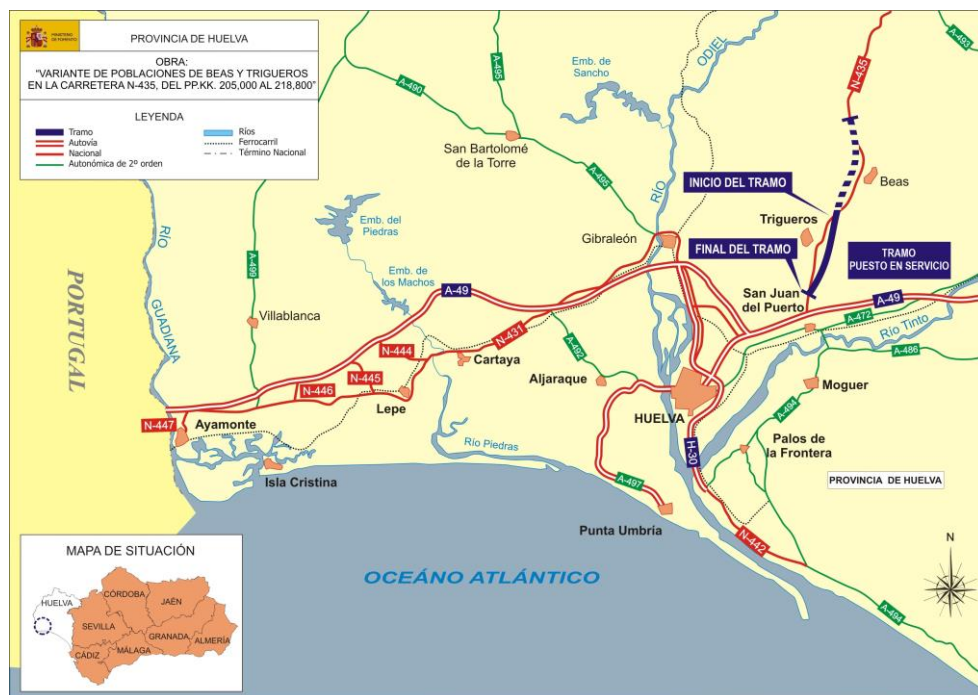 MINISTERIO
DE FOMENTO
PROVINCIA DE HUELVA
OBRA:
"VARIANTE DE POBLACIONES DE BEAS Y TRIGUEROS
EN LA CARRETERA N-435, DEL PP.KK. 205,000 AL 218,800"
LEYENDA
Tramo
Autovía
Nacional
Autonómica de 2º orden
Ríos
Ferrocarril
Término Nacional
A-490
A-495
Emb. de
Sancho
ODIEL
N-435
A-493
San Bartolomé
de la Torre
A-495
RÍO
INICIO DEL TRAMO
Beas
Trigueros
Gibraleón
FINAL DEL TRAMO
TRAMO
PUESTO EN SERVICIO
Emb. del
Piedras
Emb. de
los Machos
RÍO
GUADIANA
PORTUGAL
A-499
Villablanca
A-49
San Juan
del Puerto
A-49
A-472
Río Tinto
A-486
N-431
N-444
Cartaya
A-492
Aljaraque
N-445
N-446
Lepe
HUELVA
Moguer
A-494
N-447
Ayamonte
Río Piedras
H-30
Palos de
la Frontera
Isla Cristina
A-497
PROVINCIA DE HUELVA
Punta Umbría
N-442
OCEÁNO ATLÁNTICO
A-494
N
MAPA DE SITUACIÓN
HUELVA
CÓRDOBA
JAÉN
SEVILLA
GRANADA
ALMERÍA
MÁLAGA
CÁDIZ